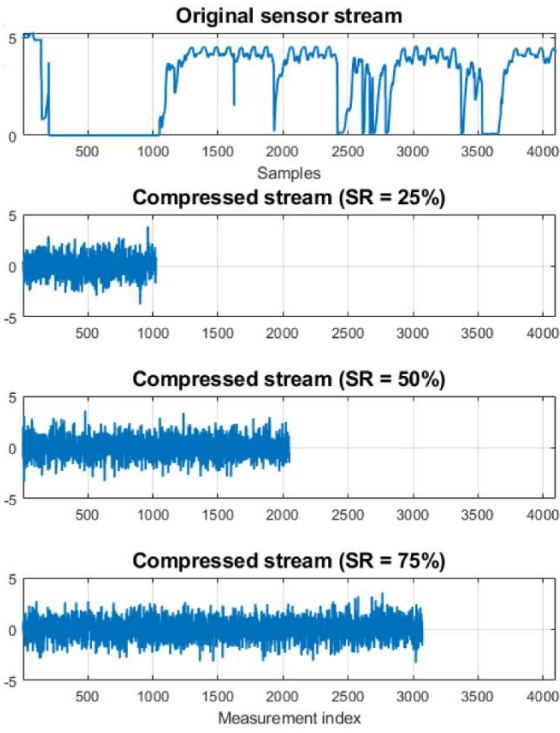 Original sensor stream
5
0
500 1000 1500 2000 2500 3000 3500 4000
Samples
Compressed stream (SR = 25%)
5
0
-5
500 1000 1500 2000 2500 3000 3500 4000
Compressed stream (SR = 50%)
5
0
-5
500 1000 1500 2000 2500 3000 3500 4000
Compressed stream (SR = 75%)
5
0
-5
500 1000 1500 2000 2500 3000 3500 4000
Measurement index